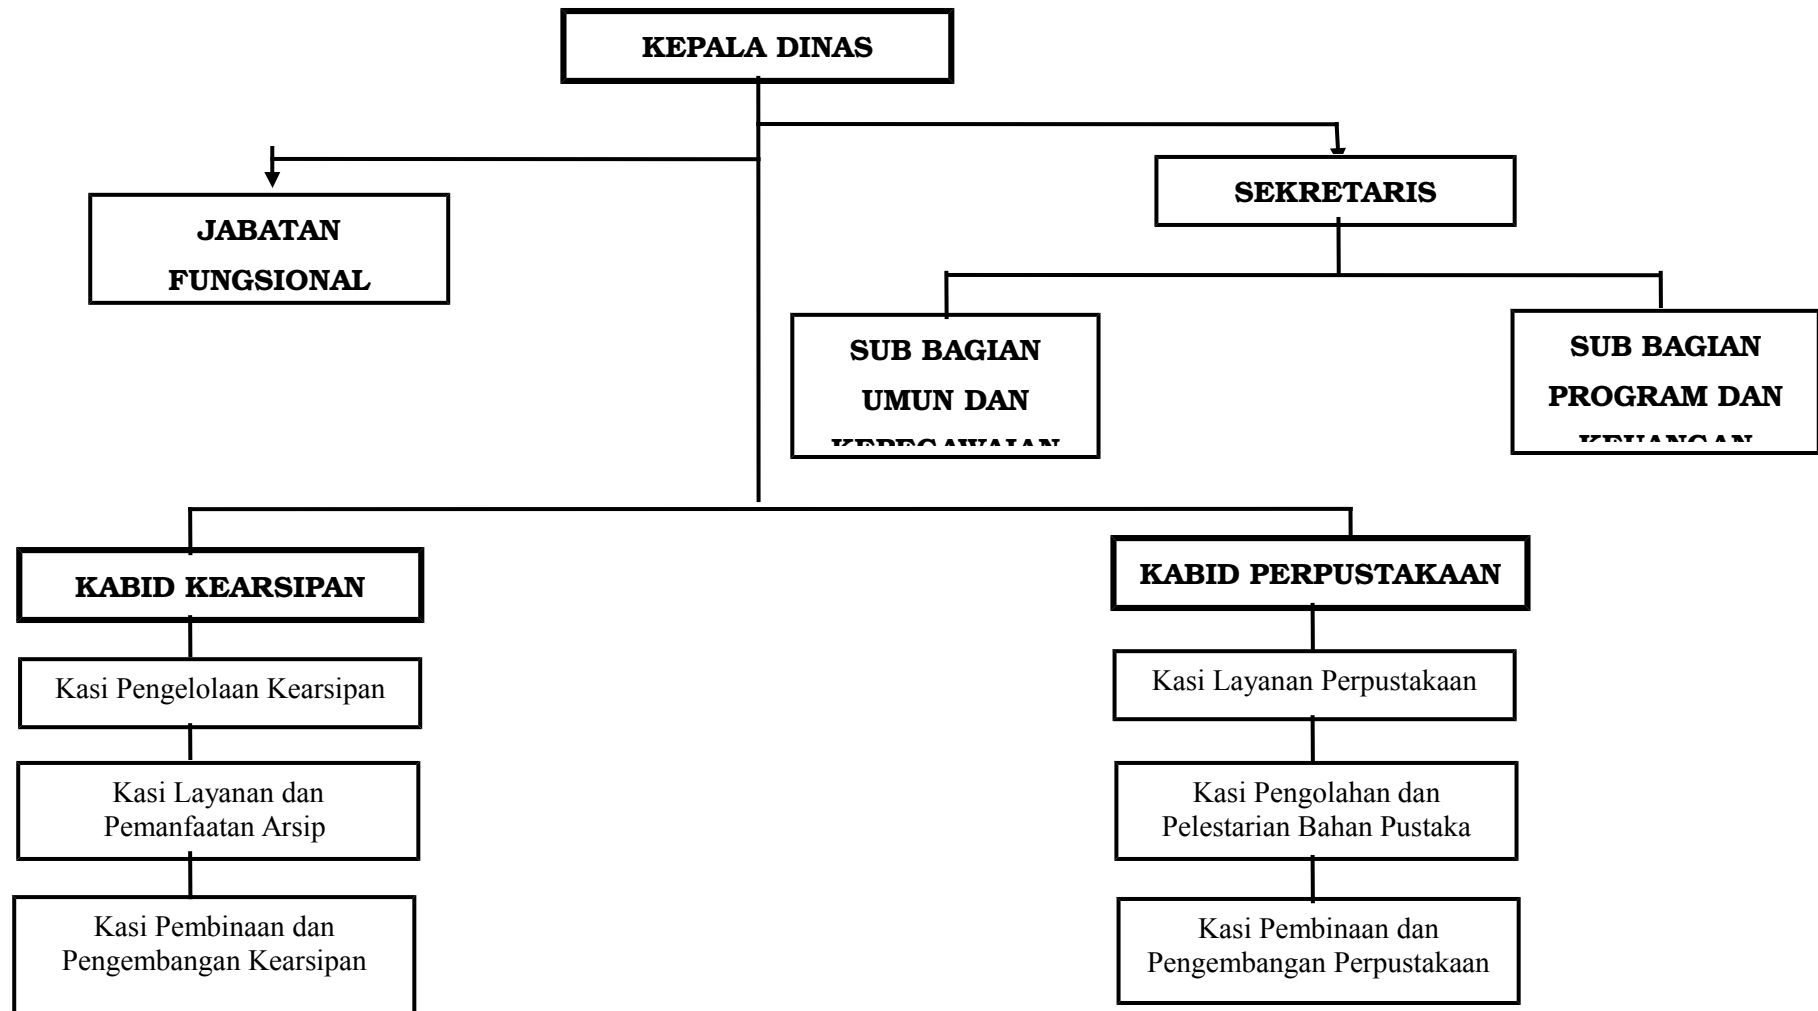 KEPALA DINAS
SEKRETARIS
JABATAN
FUNGSIONAL
SUB BAGIAN
UMUN DAN
KEPEGAWAIAN
SUB BAGIAN
PROGRAM DAN
KEUANGAN
KABID KEARSIPAN
Kasi Pengelolaan Kearsipan
Kasi Layanan dan
Pemanfaatan Arsip
Kasi Pembinaan dan
Pengembangan Kearsipan
KABID PERPUSTAKAAN
Kasi Layanan Perpustakaan
Kasi Pengolahan dan
Pelestarian Bahan Pustaka
Kasi Pembinaan dan
Pengembangan Perpustakaan